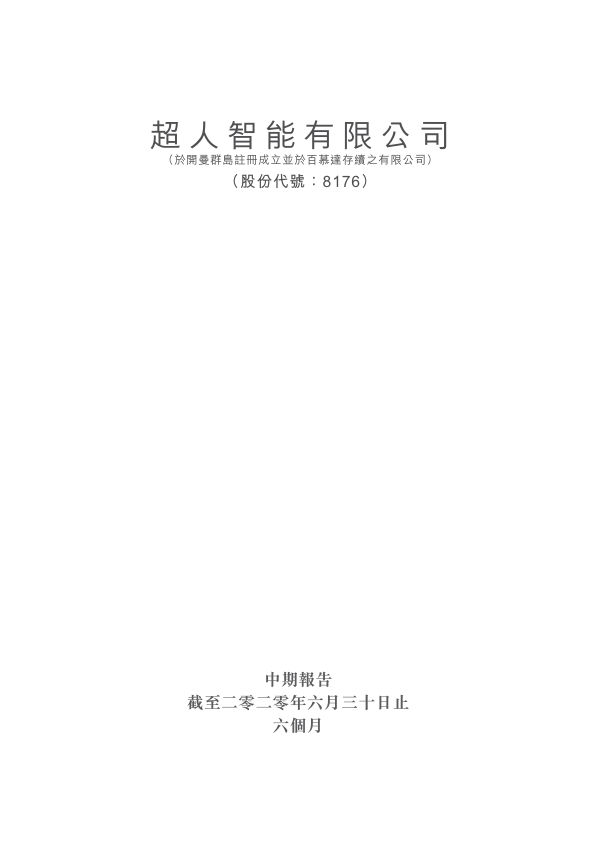 超人智能有限公司
（於開曼群島註冊成立並於百慕達存續之有限公司）
（股份代號：8176）
中期報告
截至二零二零年六月三十日止
六個月